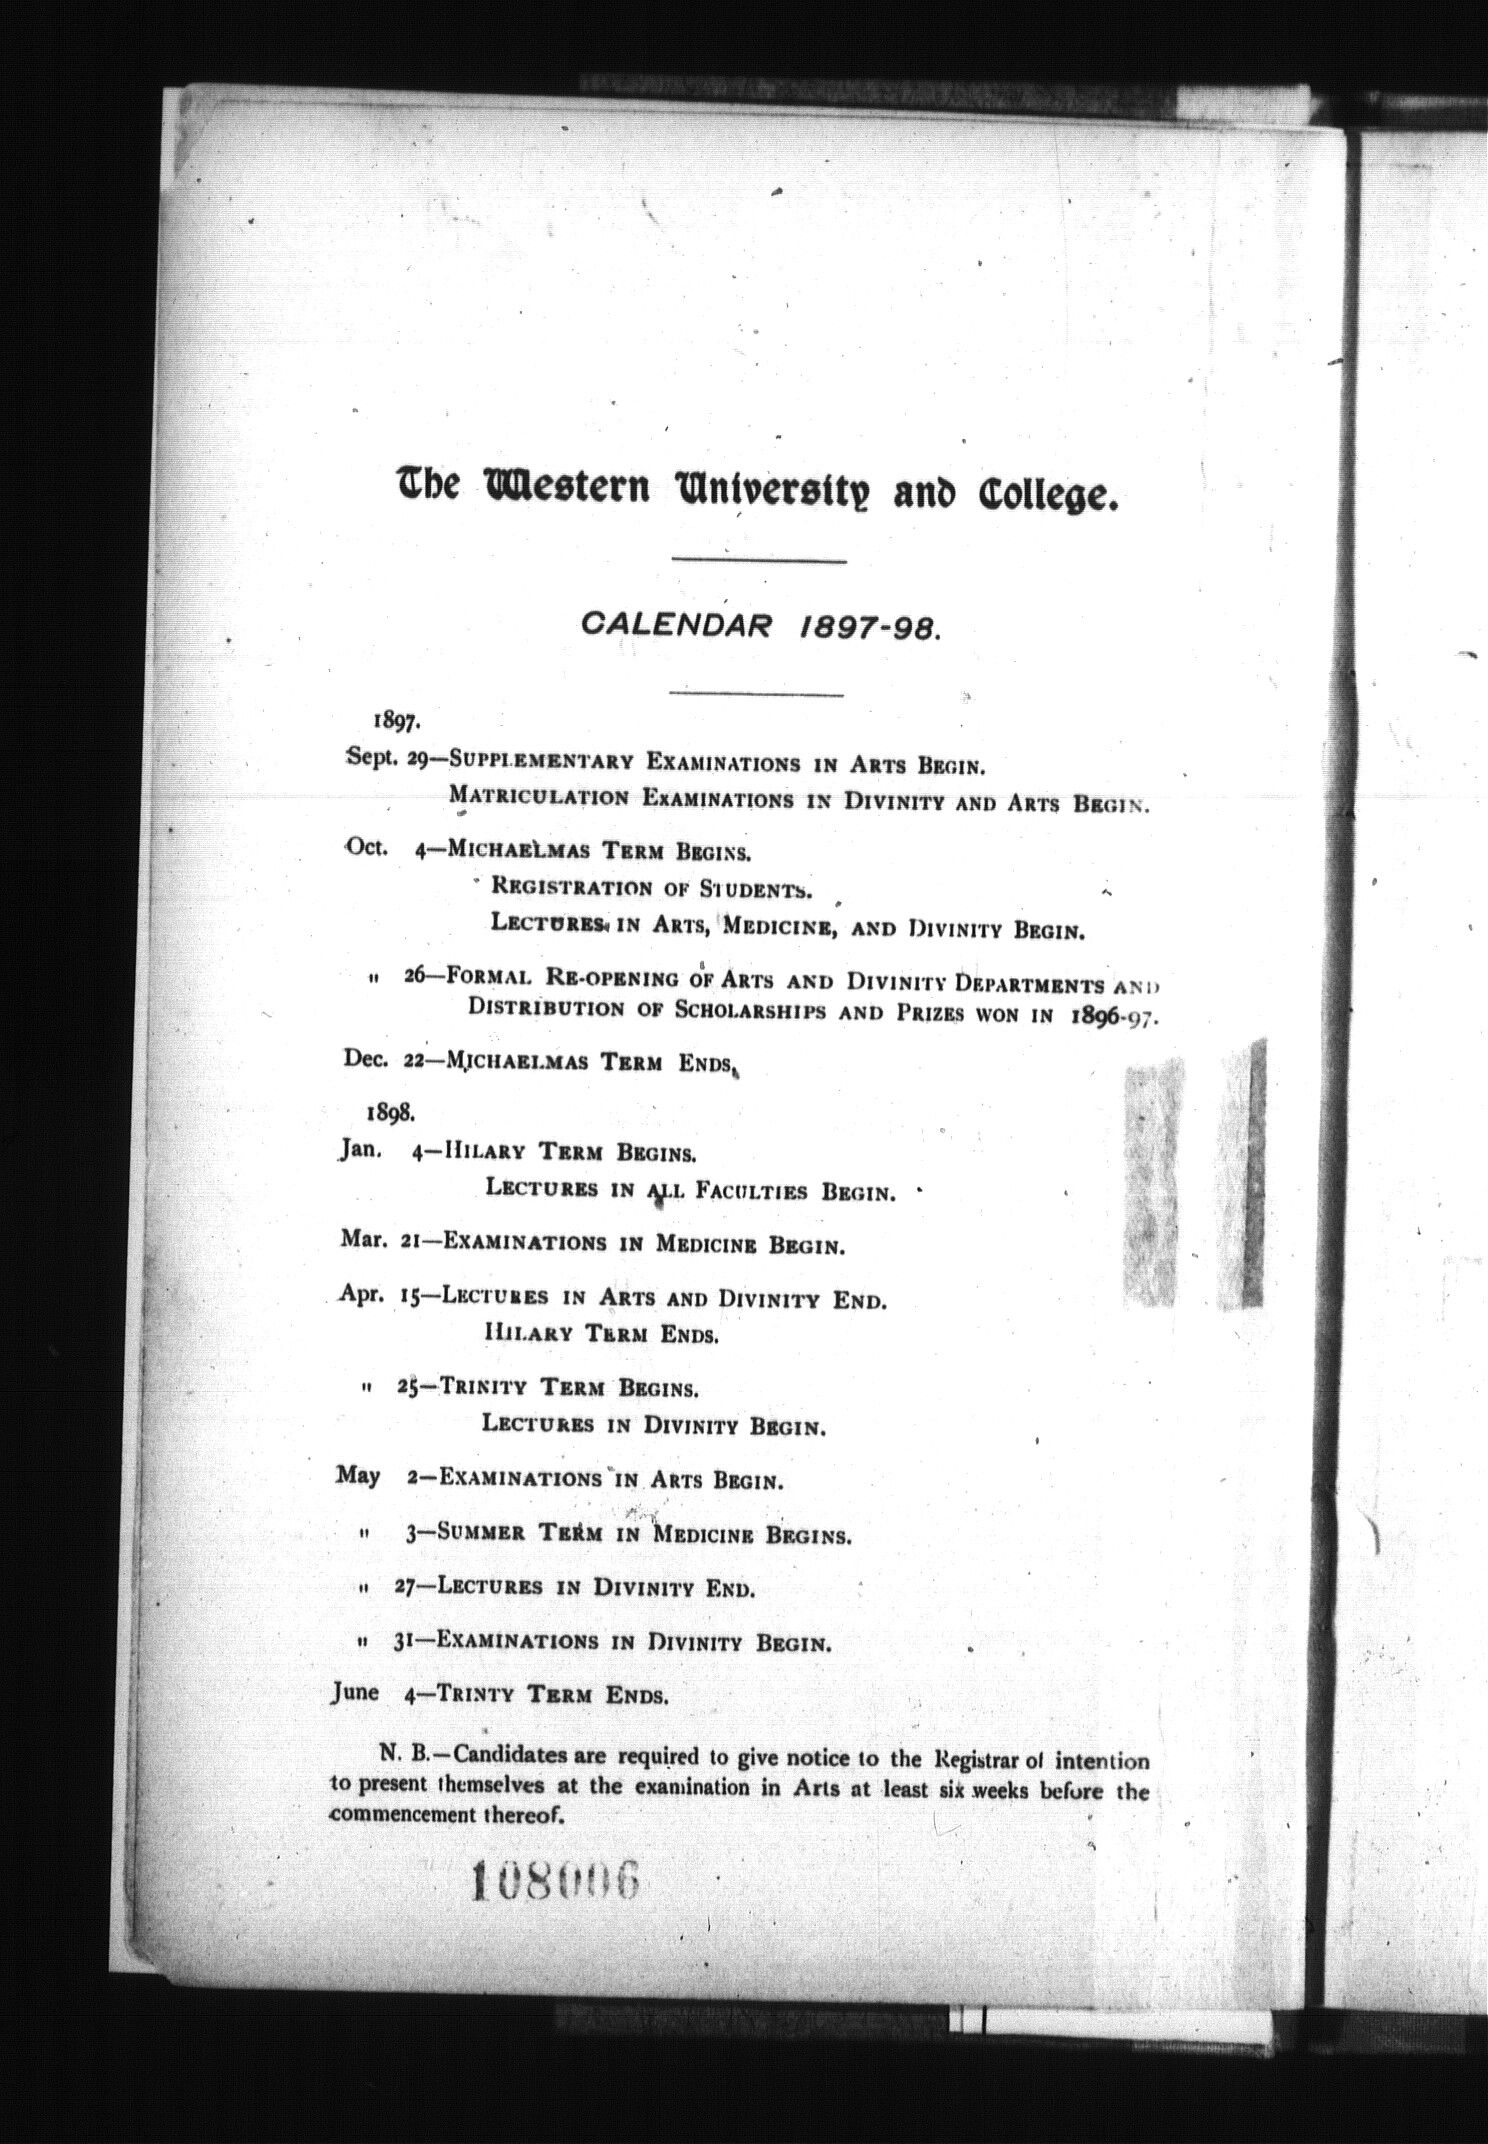 The Western University and College.
CALENDAR 1897-98.
1897.
Sept. 29—SUPPLEMENTARY EXAMINATIONS IN ARTS BEGIN.
MATRICULATION EXAMINATIONS IN DIVINITY AND ARTS BEGIN.
Oct. 4—MICHAELMAS TERM BEGINS.
REGISTRATION OF STUDENTS.
LECTURES IN ARTS, MEDICINE, AND DIVINITY BEGIN.
" 26—FORMAL RE-OPENING OF ARTS AND DIVINITY DEPARTMENTS AND
DISTRIBUTION OF SCHOLARSHIPS AND PRIZES WON IN 1896-97.
Dec. 22—MICHAELMAS TERM ENDS.
1898.
Jan. 4—HILARY TERM BEGINS.
LECTURES IN ALL FACULTIES BEGIN.
Mar. 21—EXAMINATIONS IN MEDICINE BEGIN.
Apr. 15—LECTURES IN ARTS AND DIVINITY END.
HILARY TERM ENDS.
" 25—TRINITY TERM BEGINS.
LECTURES IN DIVINITY BEGIN.
May 2—EXAMINATIONS IN ARTS BEGIN.
" 3—SUMMER TERM IN MEDICINE BEGINS.
" 27—LECTURES IN DIVINITY END.
" 31—EXAMINATIONS IN DIVINITY BEGIN.
June 4—TRINTY TERM ENDS.
N. B.—Candidates are required to give notice to the Registrar of intention
to present themselves at the examination in Arts at least six weeks before the
commencement thereof.
108006